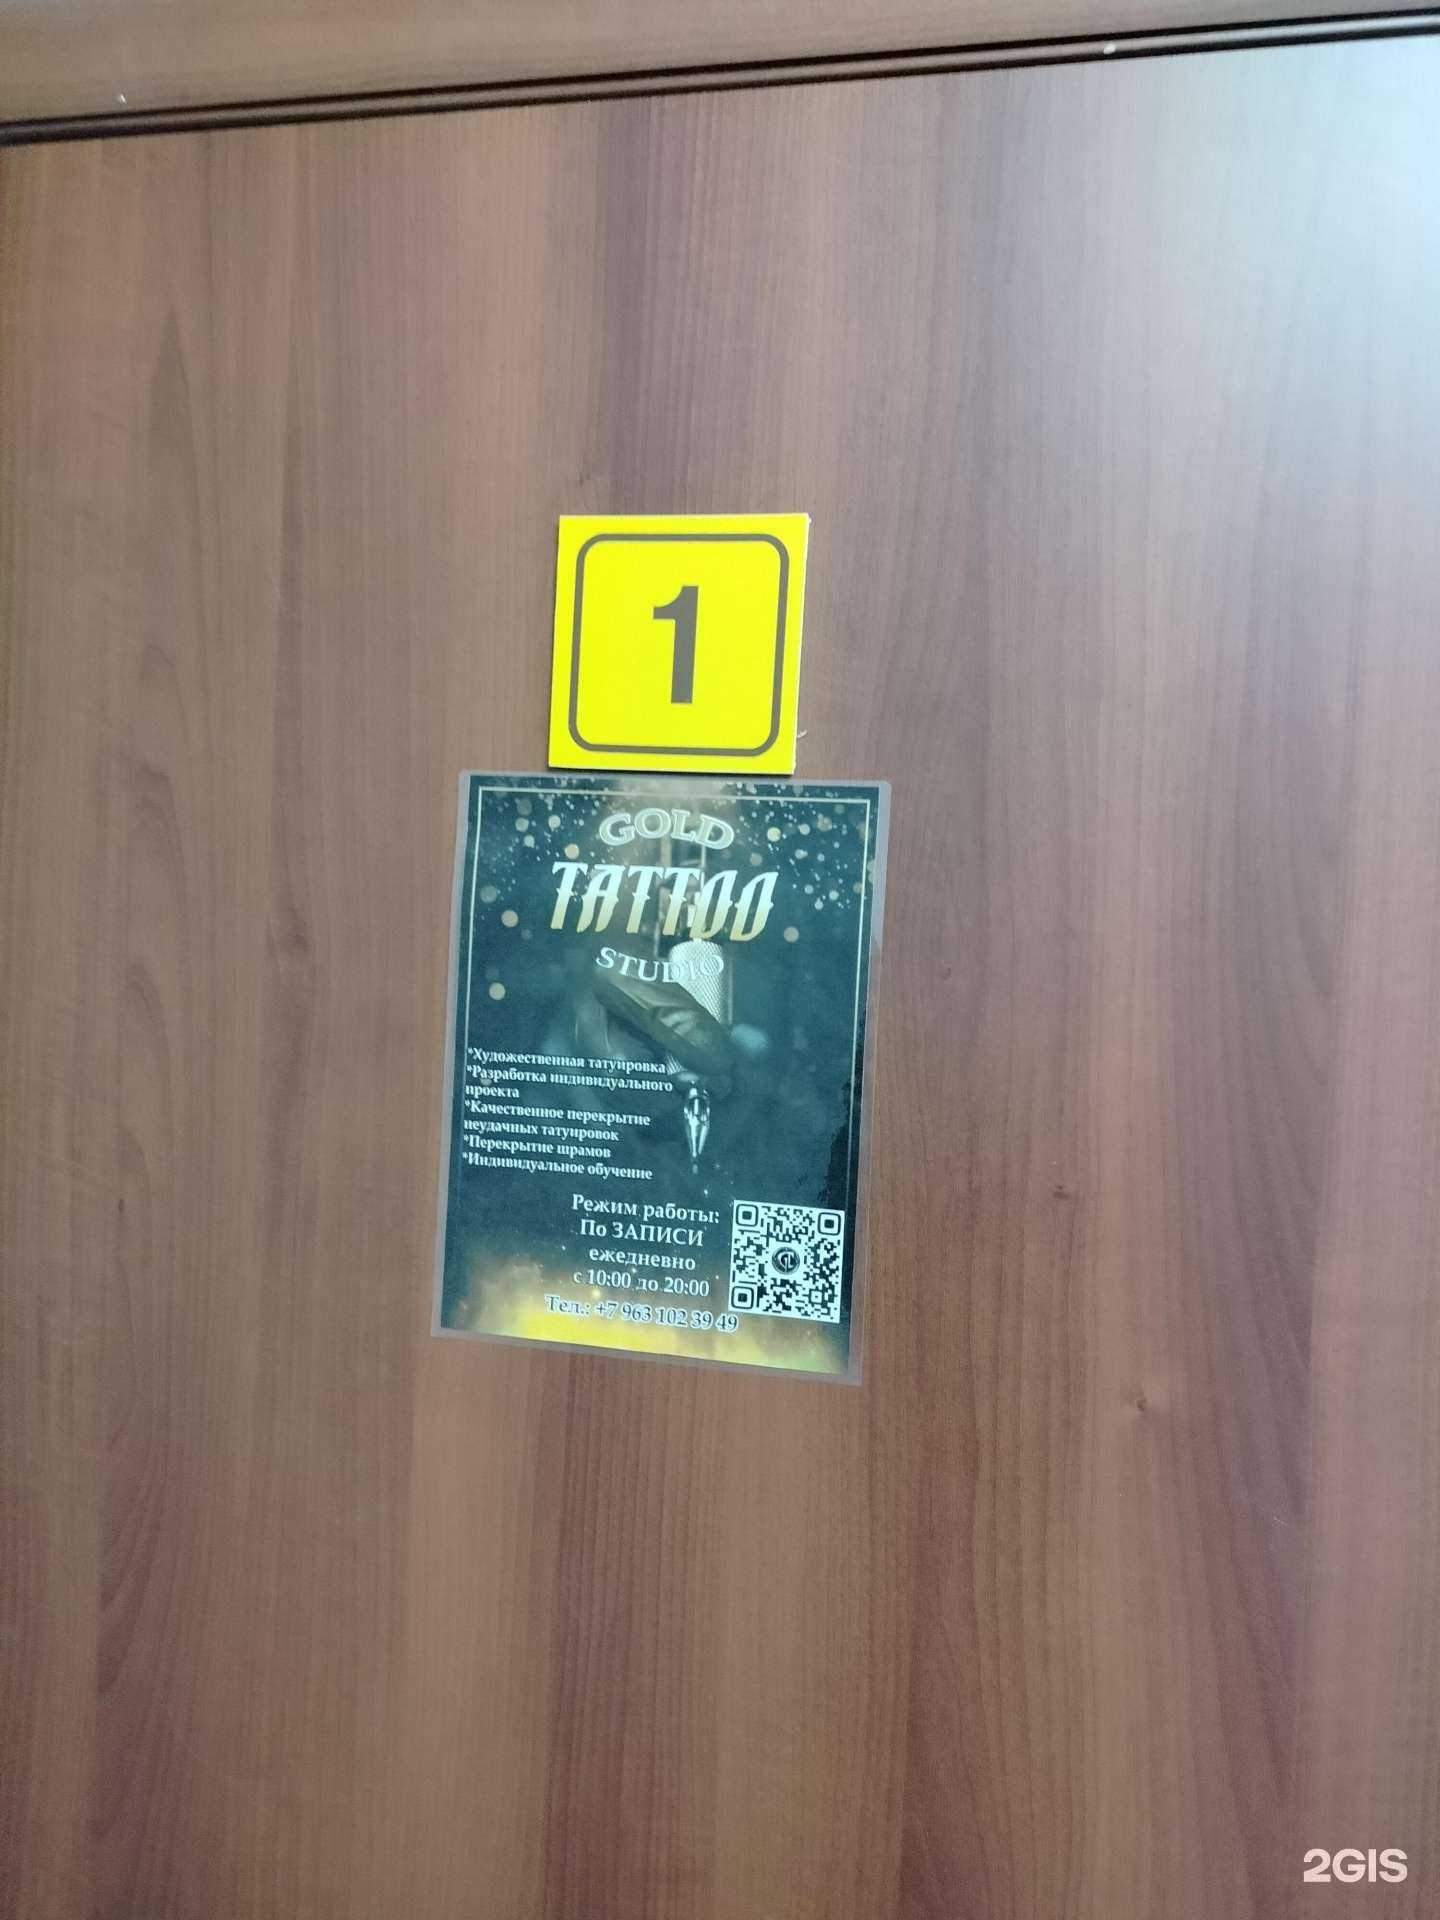 1
GOLD
TATTOO
STUDIO
*Художественная татуировка
*Разработка индивидуального
проекта
*Качественное перекрытие
неудачных татуировок
*Перекрытие шрамов
*Индивидуальное обучение
Режим работы:
По ЗАПИСИ
ежедневно
с 10:00 до 20:00
Тел.: +7 963 102 39 49
2GIS